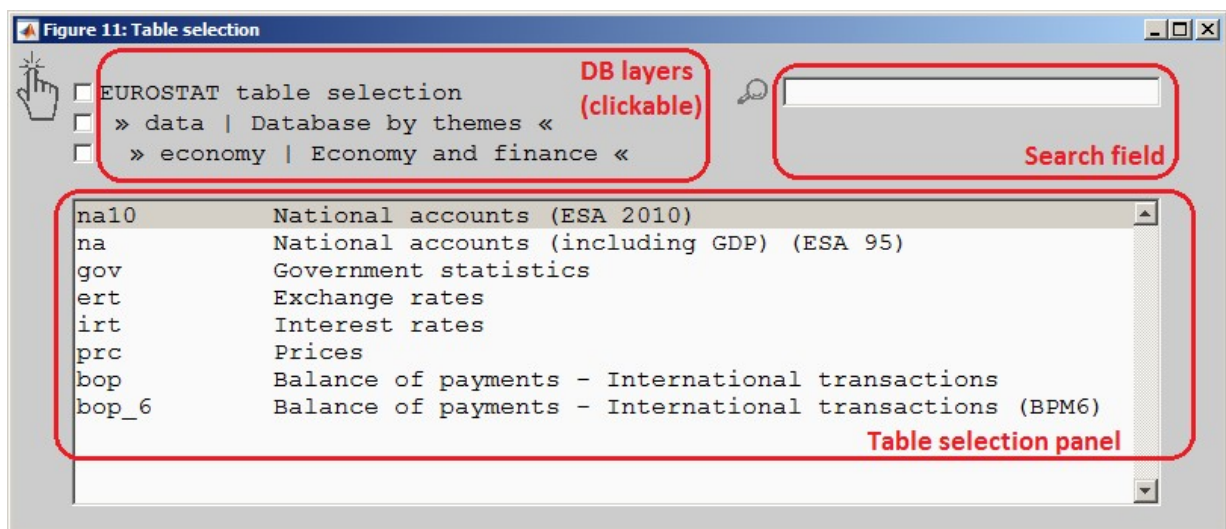 Figure 11: Table selection
DB layers
(clickable)
EUROSTAT table selection
» data | Database by themes «
» economy | Economy and finance «
Search field
na10 National accounts (ESA 2010)
na National accounts (including GDP) (ESA 95)
gov Government statistics
ert Exchange rates
irt Interest rates
prc Prices
bop Balance of payments - International transactions
bop_6 Balance of payments - International transactions (BPM6)
Table selection panel